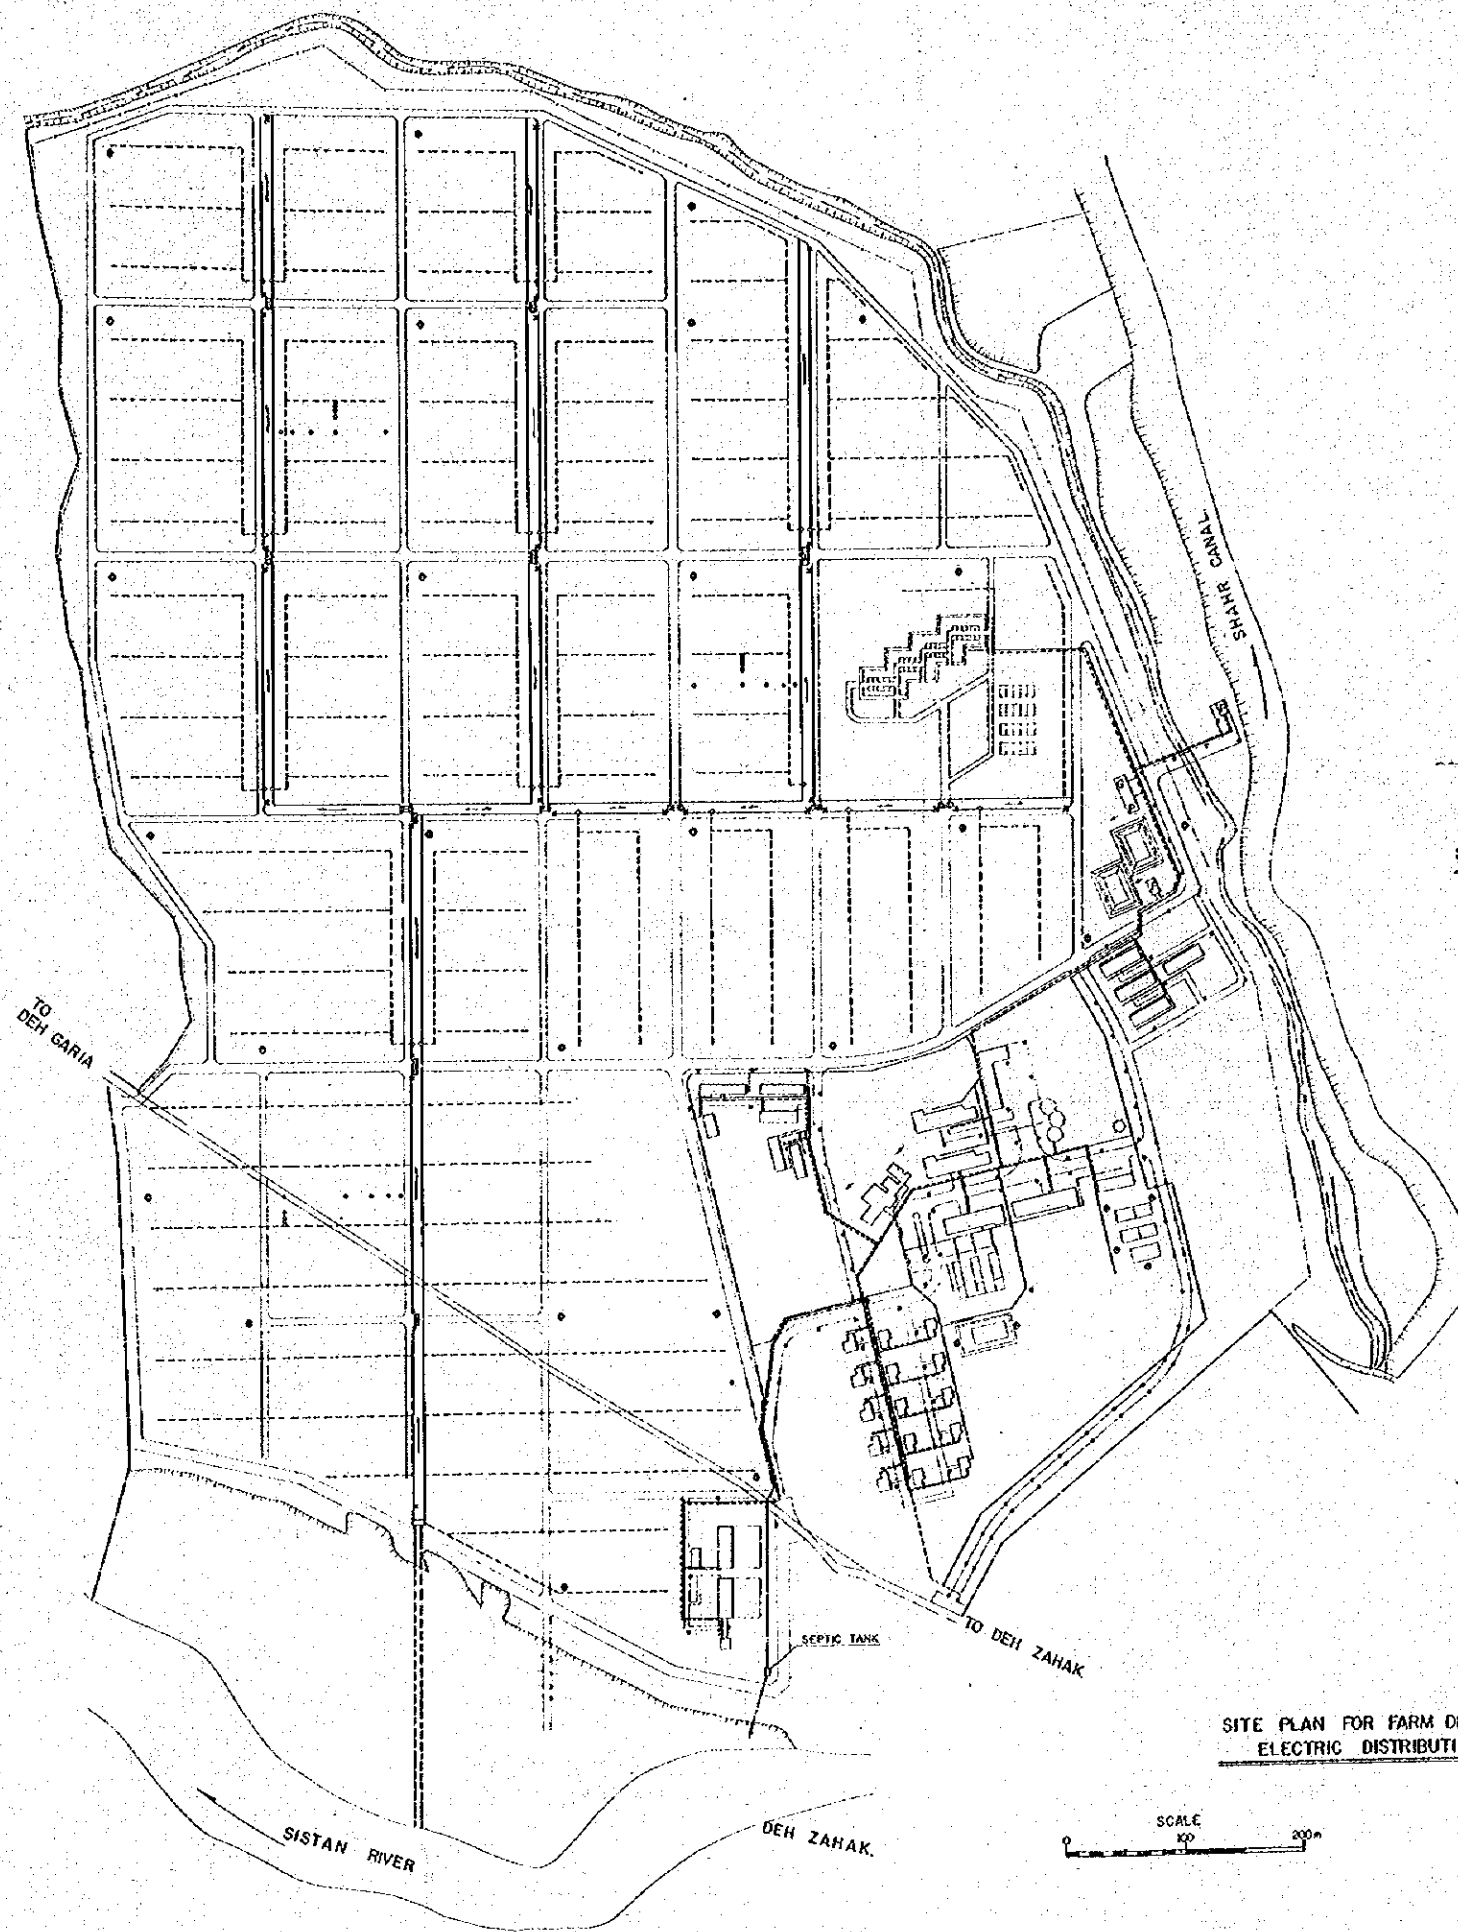 SHAHR CANAL
TO
DEH GARIA
SEPTIC TANK
TO DEH ZAHAK
SITE PLAN FOR FARM
ELECTRIC DISTRIBUTI
SISTAN RIVER
DEH ZAHAK.
SCALE
0 100 200m